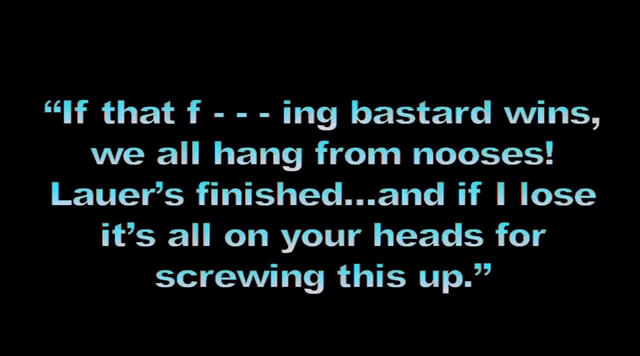 “If that f - - - ing bastard wins,
we all hang from nooses!
Lauer’s finished...and if I lose
it’s all on your heads for
screwing this up.”